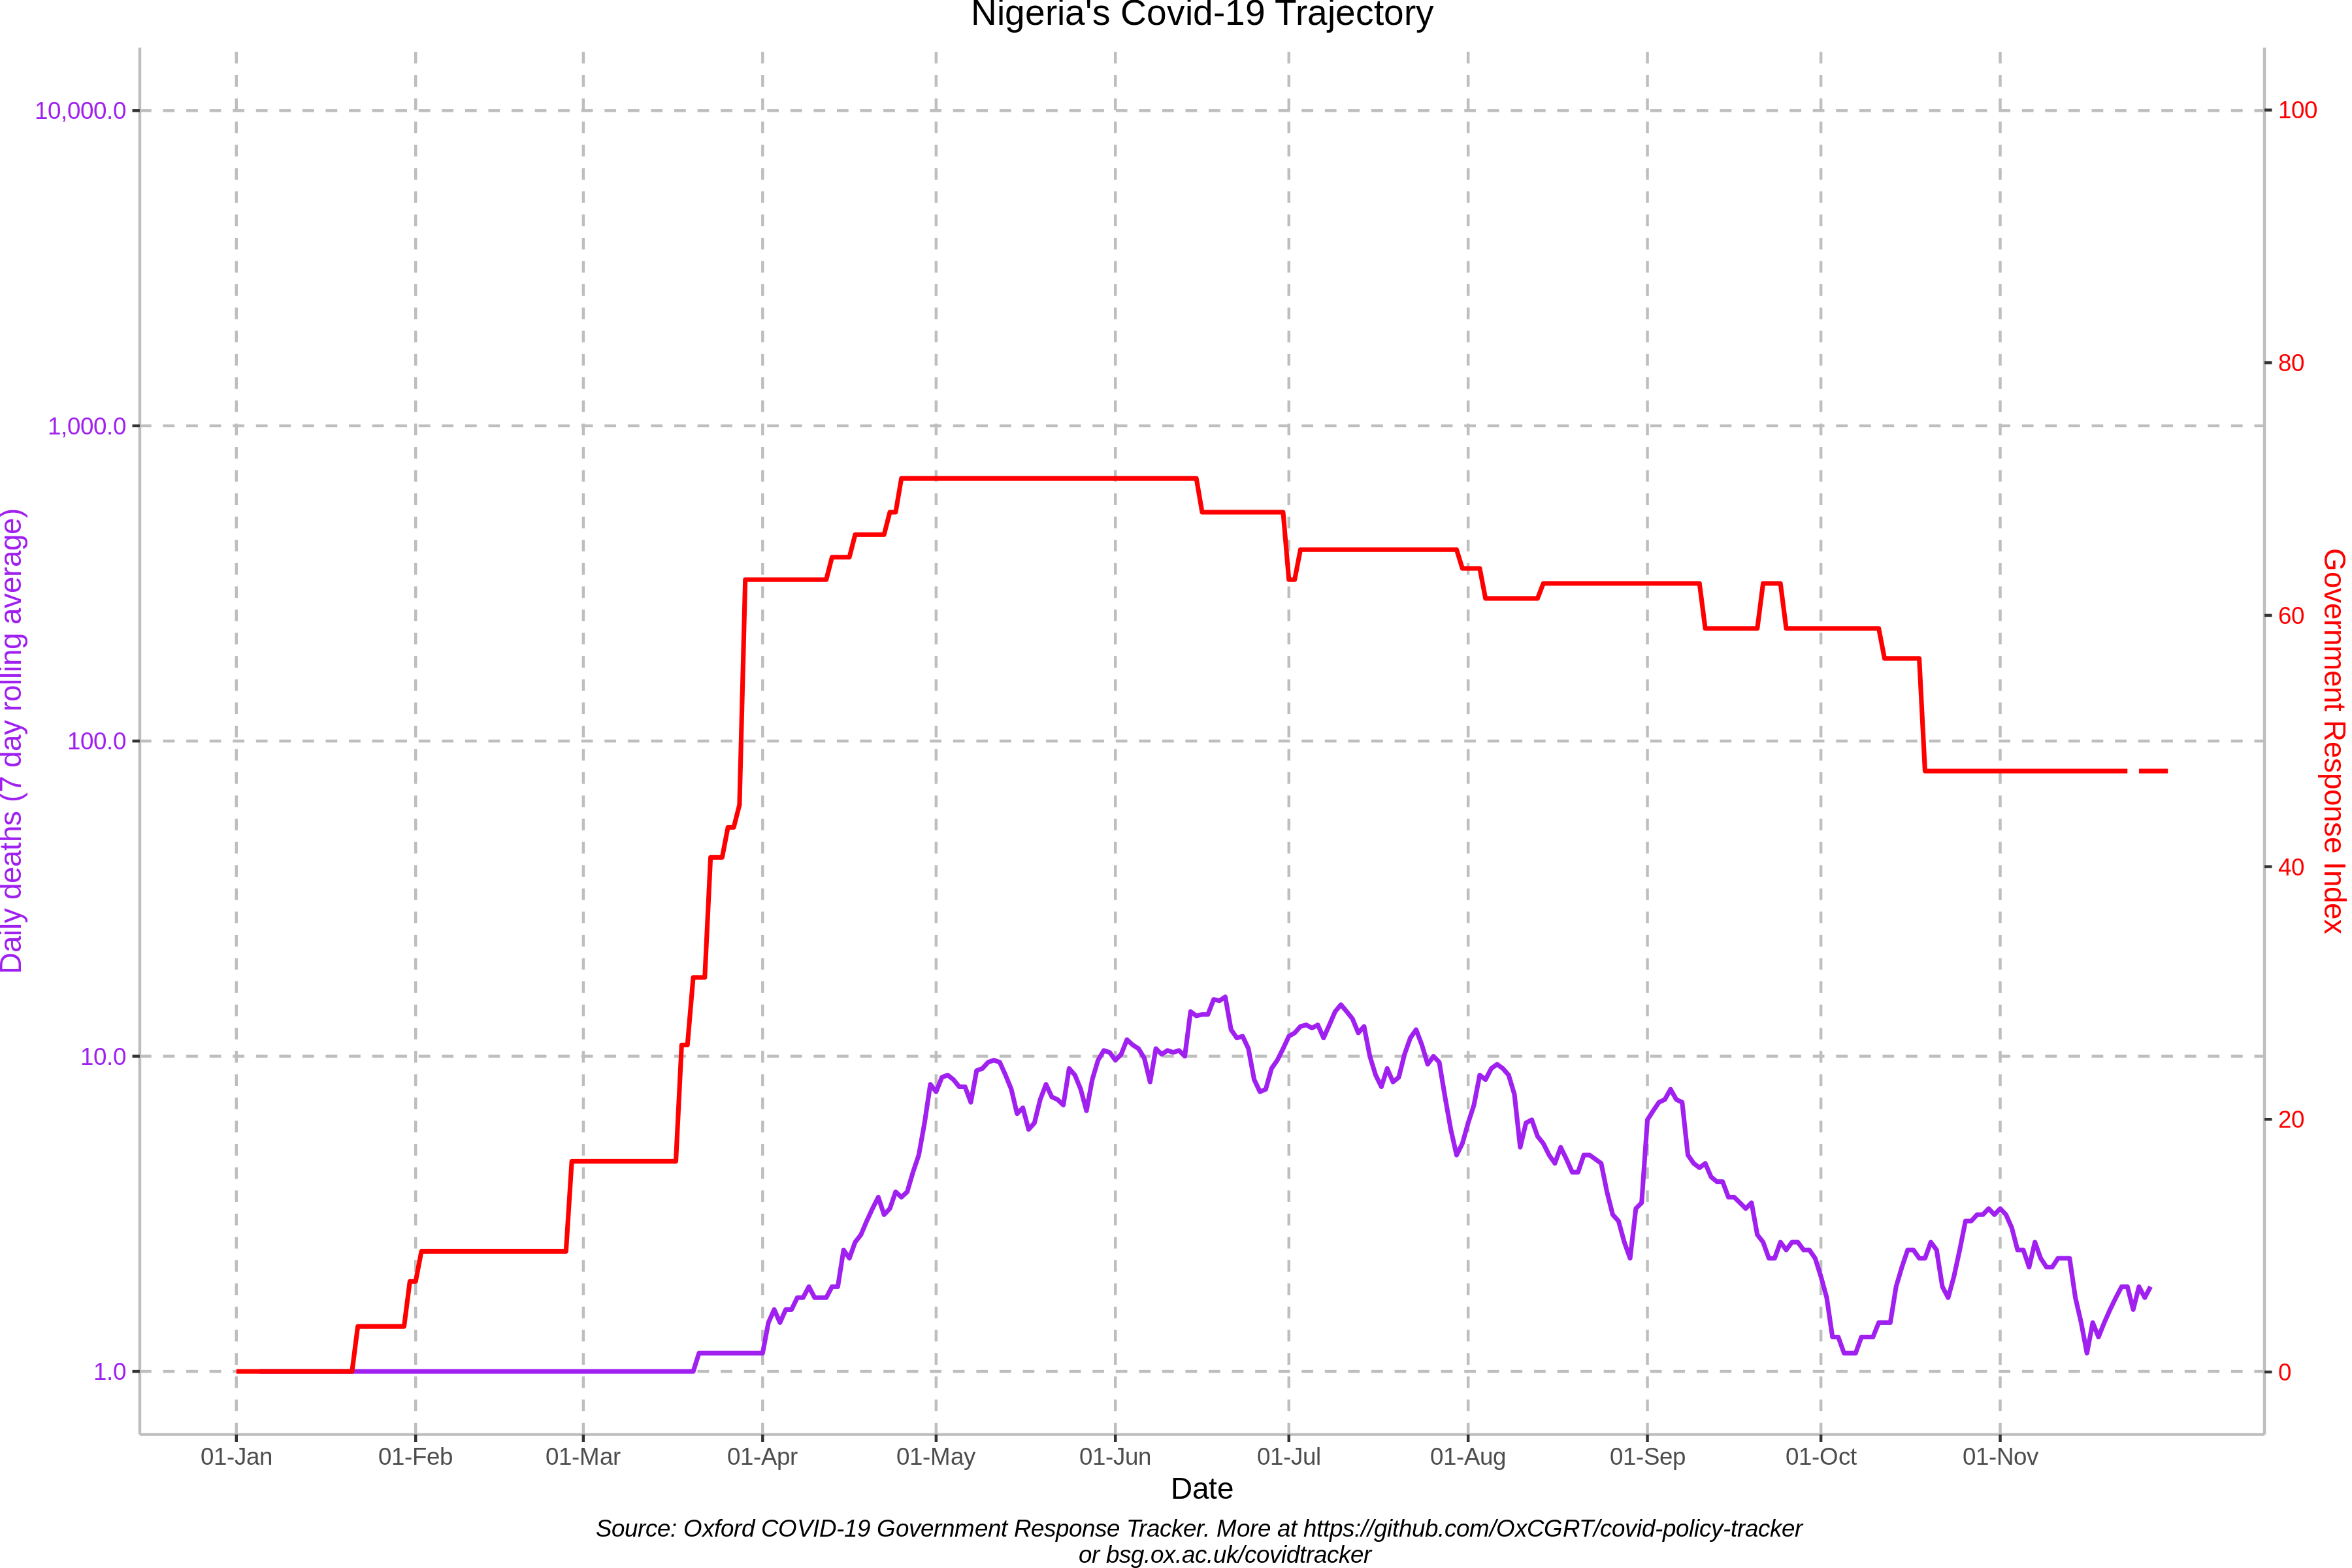 Nigeria's Covid-19 Trajectory
10,000.0
1,000.0
100.0
10.0
1.0
Daily deaths (7 day rolling average)
100
80
60
40
20
0
Government Response Index
01-Jan 01-Feb 01-Mar 01-Apr 01-May 01-Jun 01-Jul 01-Aug 01-Sep 01-Oct 01-Nov
Date
Source: Oxford COVID-19 Government Response Tracker. More at https://github.com/OxCGRT/covid-policy-tracker
or bsg.ox.ac.uk/covidtracker